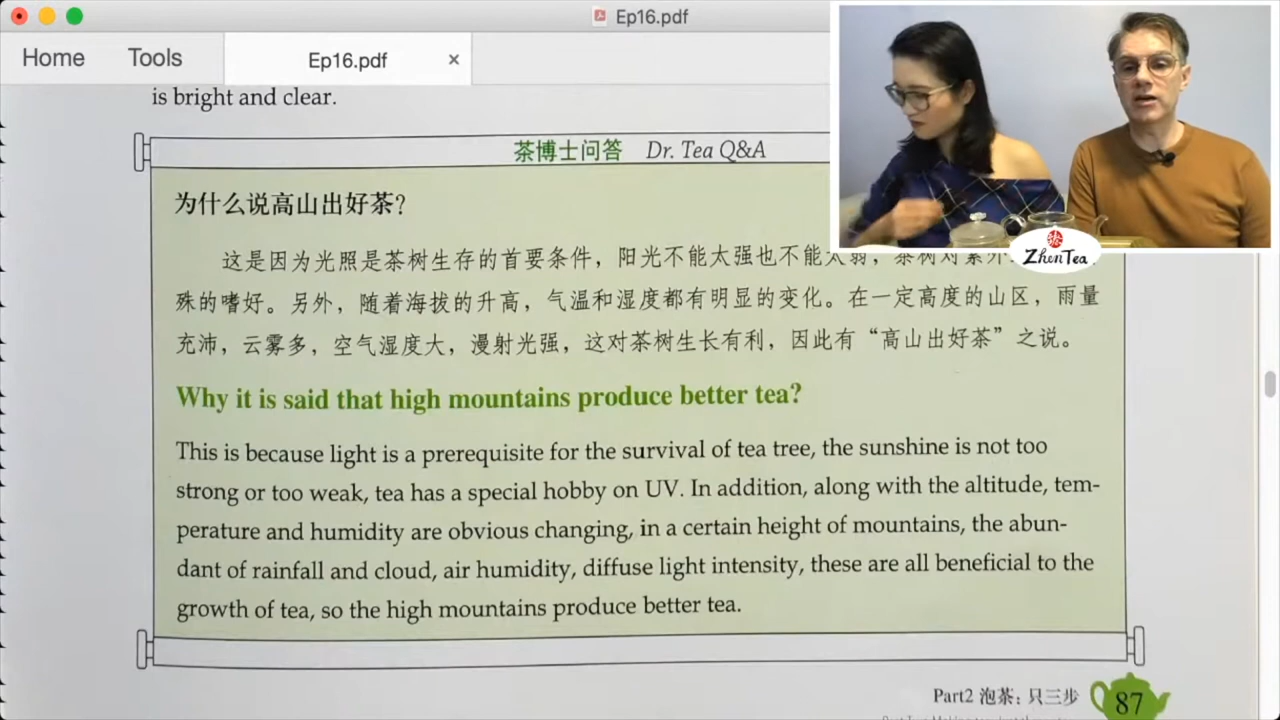 Ep16.pdf
Home
Tools
Ep16.pdf
×
is bright and clear.
茶博士问答 Dr. Tea Q&A
为什么说高山出好茶?
这是因为光照是茶树生存的首要条件，阳光不能太强也不能太弱，茶树对紫外
殊的嗜好。另外，随着海拔的升高，气温和湿度都有明显的变化。在一定高度的山区，雨量
充沛，云雾多，空气湿度大，漫射光强，这对茶树生长有利，因此有“高山出好茶”之说。
Why it is said that high mountains produce better tea?
This is because light is a prerequisite for the survival of tea tree, the sunshine is not too
strong or too weak, tea has a special hobby on UV. In addition, along with the altitude, tem-
perature and humidity are obvious changing, in a certain height of mountains, the abun-
dant of rainfall and cloud, air humidity, diffuse light intensity, these are all beneficial to the
growth of tea, so the high mountains produce better tea.
Part2 泡茶：只三步
87
Zhen Tea